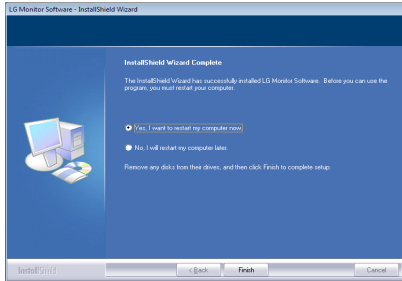 LG Monitor Software - InstallShield Wizard
InstallShield Wizard Complete
The InstallShield Wizard has successfully installed LG Monitor Software. Before you can use the
program, you must restart your computer.
Yes, I want to restart my computer now.
No, I will restart my computer later.
Remove any disks from their drives, and then click Finish to complete setup.
InstallShield
< Back
Finish
Cancel